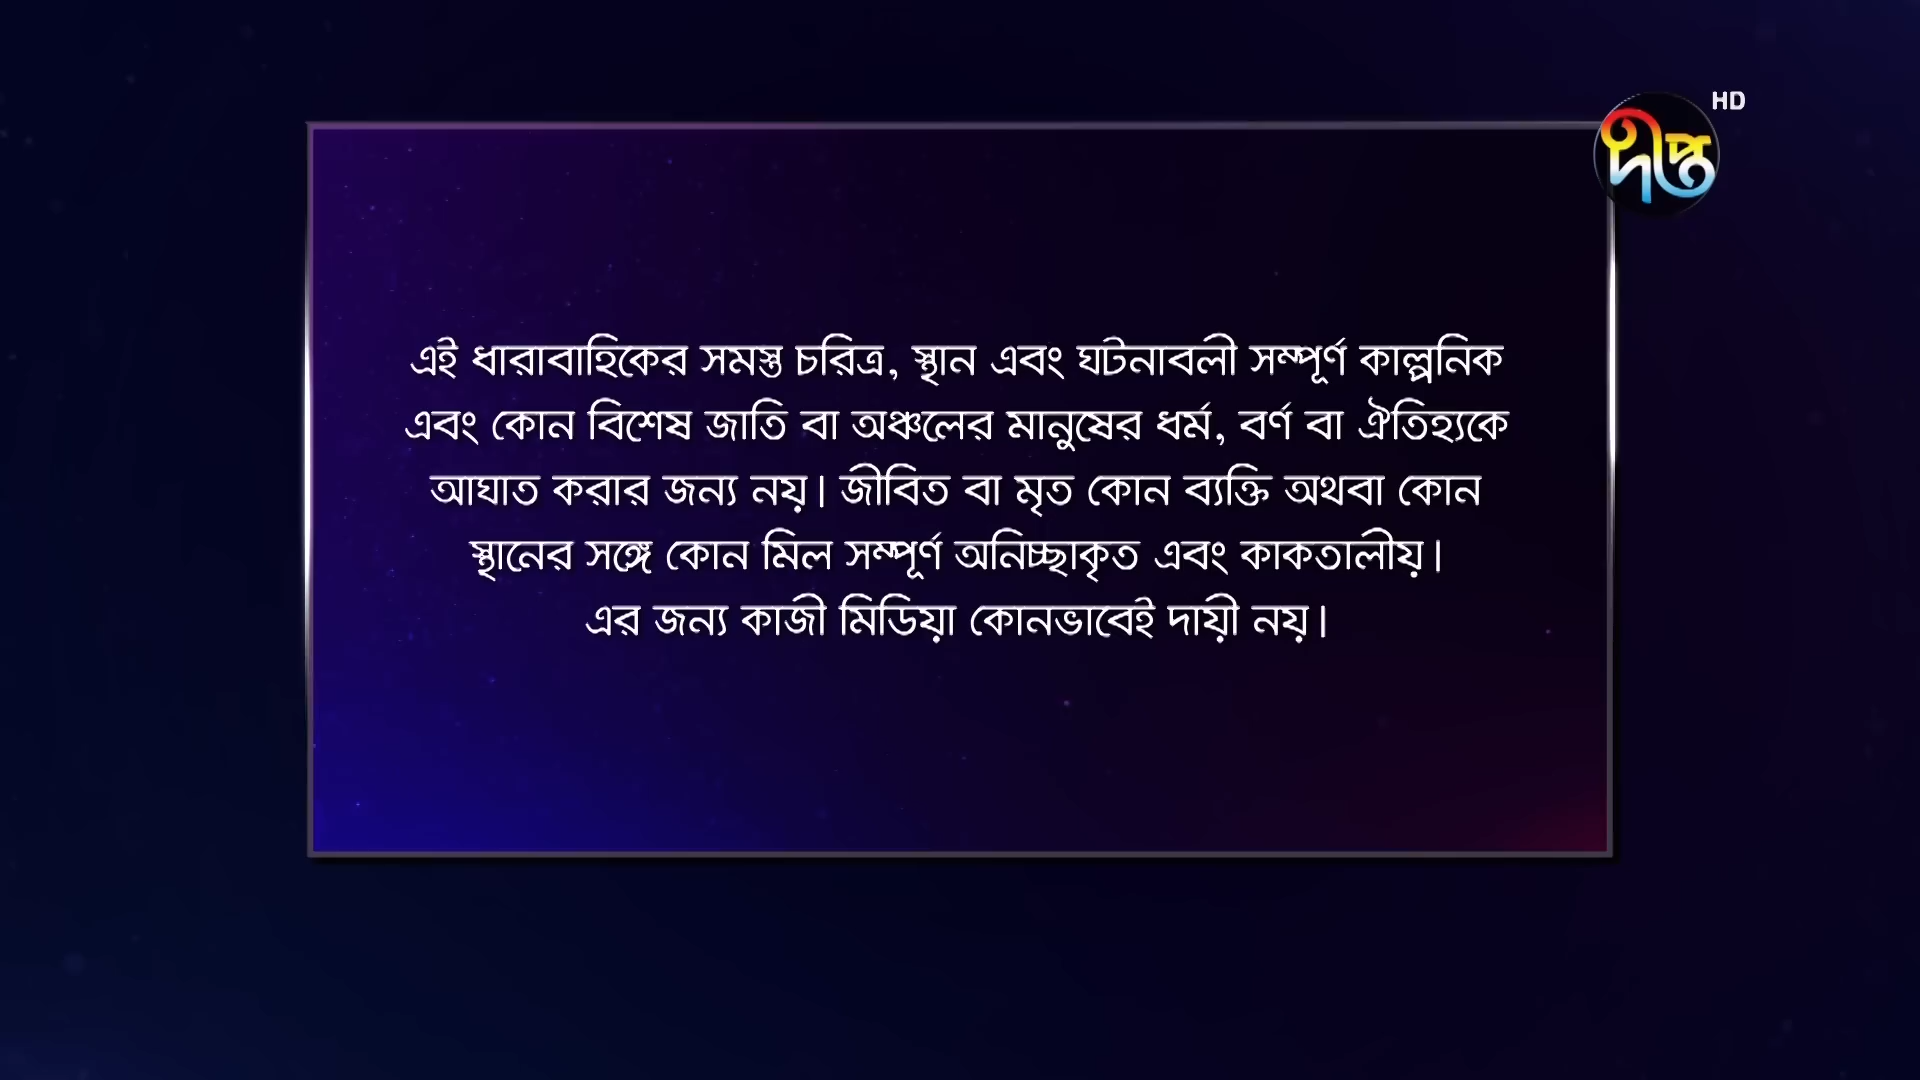 HD
দীপ্ত
এই ধারাবাহিকের সমস্ত চরিত্র, স্থান এবং ঘটনাবলী সম্পূর্ণ কাল্পনিক
এবং কোন বিশেষ জাতি বা অঞ্চলের মানুষের ধর্ম, বর্ণ বা ঐতিহ্যকে
আঘাত করার জন্য নয়। জীবিত বা মৃত কোন ব্যক্তি অথবা কোন
স্থানের সঙ্গে কোন মিল সম্পূর্ণ অনিচ্ছাকৃত এবং কাকতালীয়।
এর জন্য কাজী মিডিয়া কোনভাবেই দায়ী নয়।